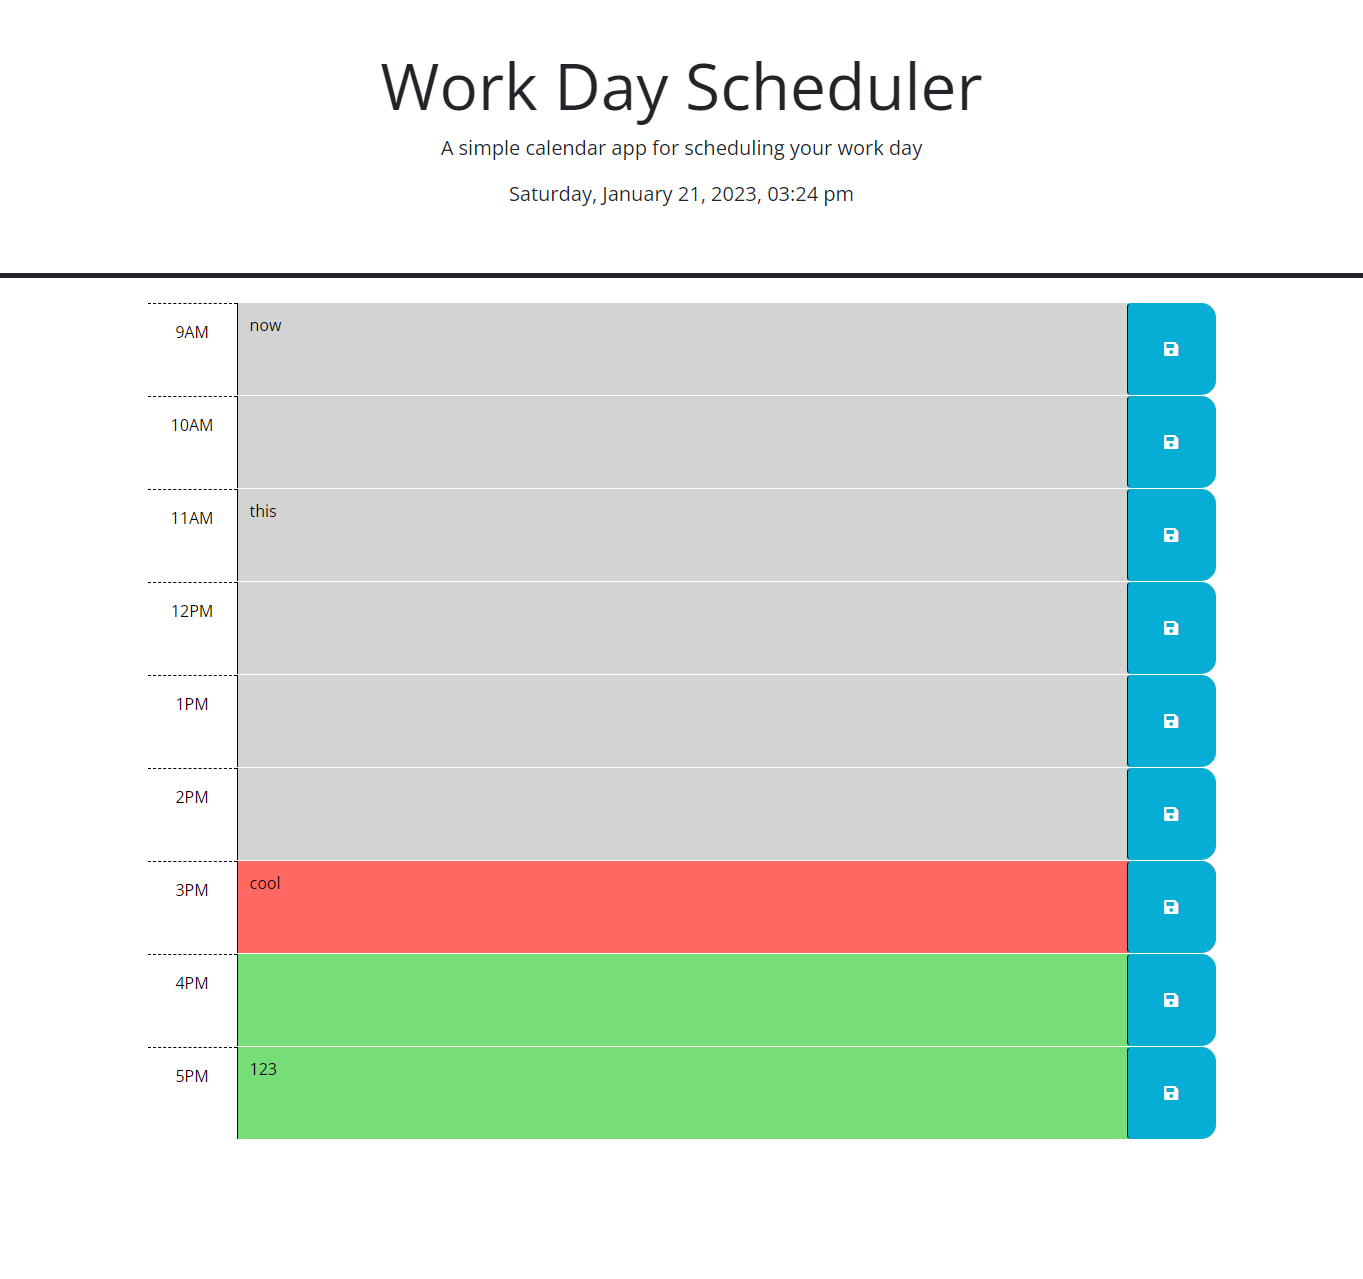 Work Day Scheduler
A simple calendar app for scheduling your work day
Saturday, January 21, 2023, 03:24 pm
9AM
now
10AM
11AM
this
12PM
1PM
2PM
3PM
cool
4PM
5PM
123